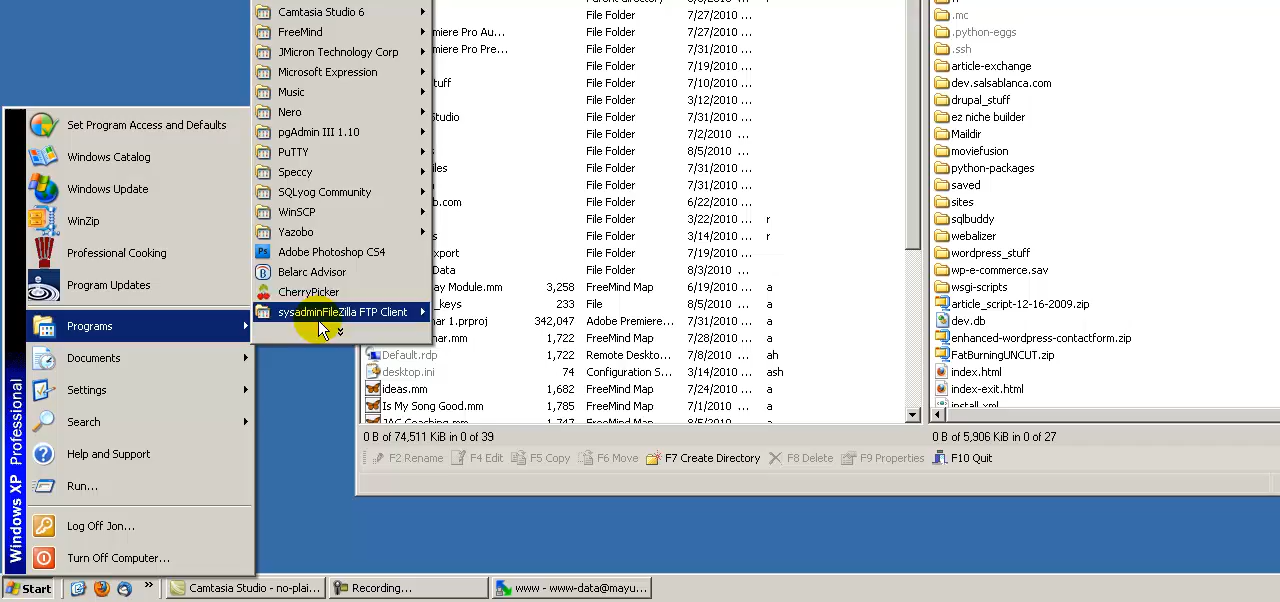 Camtasia Studio 6
FreeMind
JMicron Technology Corp
Microsoft Expression
Music
Nero
pgAdmin III 1.10
PuTTY
Speccy
SQLyog Community
WinSCP
Yazobo
Adobe Photoshop CS4
Belarc Advisor
CherryPicker
sysadminFileZilla FTP Client
Set Program Access and Defaults
Windows Catalog
Windows Update
WinZip
Professional Cooking
Program Updates
Programs
Documents
Settings
Search
Help and Support
Run...
Log Off Jon...
Turn Off Computer...
Windows XP Professional
File Folder 7/27/2010 ...
miere Pro Au... File Folder 7/27/2010 ...
miere Pro Pre... File Folder 7/31/2010 ...
File Folder 7/19/2010 ...
tuff File Folder 7/10/2010 ...
File Folder 3/12/2010 ...
Studio File Folder 7/31/2010 ...
File Folder 7/2/2010 ...
File Folder 8/5/2010 ...
iles File Folder 7/31/2010 ...
File Folder 7/31/2010 ...
b.com File Folder 6/22/2010 ...
File Folder 3/22/2010 ... r
s File Folder 3/14/2010 ... r
xport File Folder 7/19/2010 ...
Data File Folder 8/3/2010 ...
ay Module.mm 3,258 FreeMind Map 6/19/2010 ... a
_keys 233 File 6/5/2010 ... a
ar 1.prproj 342,047 Adobe Premiere... 7/31/2010 ... a
ar.mm 1,722 FreeMind Map 7/28/2010 ... a
Default.rdp 1,722 Remote Deskto... 7/8/2010 ... ah
desktop.ini 74 Configuration S... 3/14/2010 ... ash
ideas.mm 1,682 FreeMind Map 7/24/2010 ... a
Is My Song Good.mm 1,785 FreeMind Map 7/1/2010 ... a
JAC Coaching.mm 1,747 FreeMind Map 8/5/2010 ... a
0 B of 74,511 KiB in 0 of 39
.mc
.python-eggs
.ssh
article-exchange
dev.salsablanca.com
drupal_stuff
ez niche builder
Maildir
moviefusion
python-packages
saved
sites
sqlbuddy
webalizer
wordpress_stuff
wp-e-commerce.sav
wsgi-scripts
article_script-12-16-2009.zip
dev.db
enhanced-wordpress-contactform.zip
FatBurningUNCUT.zip
index.html
index-exit.html
install.xml
0 B of 5,906 KiB in 0 of 27
F2 Rename F4 Edit F5 Copy F6 Move F7 Create Directory F8 Delete F9 Properties F10 Quit
Start Camtasia Studio - no-plai... Recording... www - www-data@mayu...